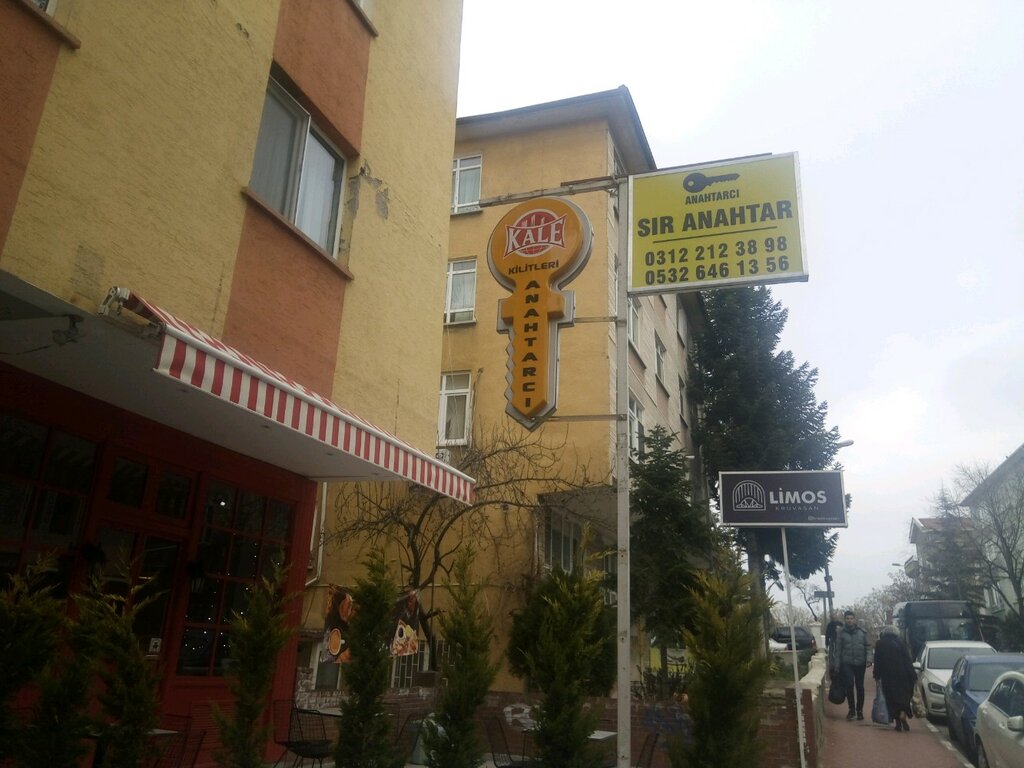 KALE
KİLİTLERİ
ANAHTARCI
ANAHTARCI
SIR ANAHTAR
0312 212 38 98
0532 646 13 56
LİMOS
KRUVASAN